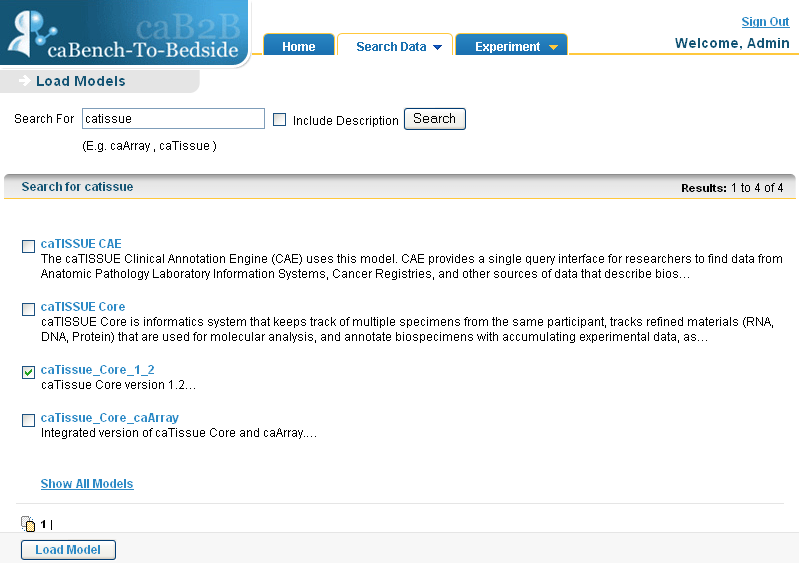 caB2B
caBench-To-Bedside
Sign Out
Home
Search Data
Experiment
Welcome, Admin
Load Models
Search For
catissue
Include Description
Search
(E.g. caArray , caTissue )
Search for catissue
Results: 1 to 4 of 4
caTISSUE CAE
The caTISSUE Clinical Annotation Engine (CAE) uses this model. CAE provides a single query interface for researchers to find data from
Anatomic Pathology Laboratory Information Systems, Cancer Registries, and other sources of data that describe bios...
caTISSUE Core
caTISSUE Core is informatics system that keeps track of multiple specimens from the same participant, tracks refined materials (RNA,
DNA, Protein) that are used for molecular analysis, and annotate biospecimens with accumulating experimental data, as...
caTissue_Core_1_2
caTissue Core version 1.2...
caTissue_Core_caArray
Integrated version of caTissue Core and caArray....
Show All Models
1 |
Load Model